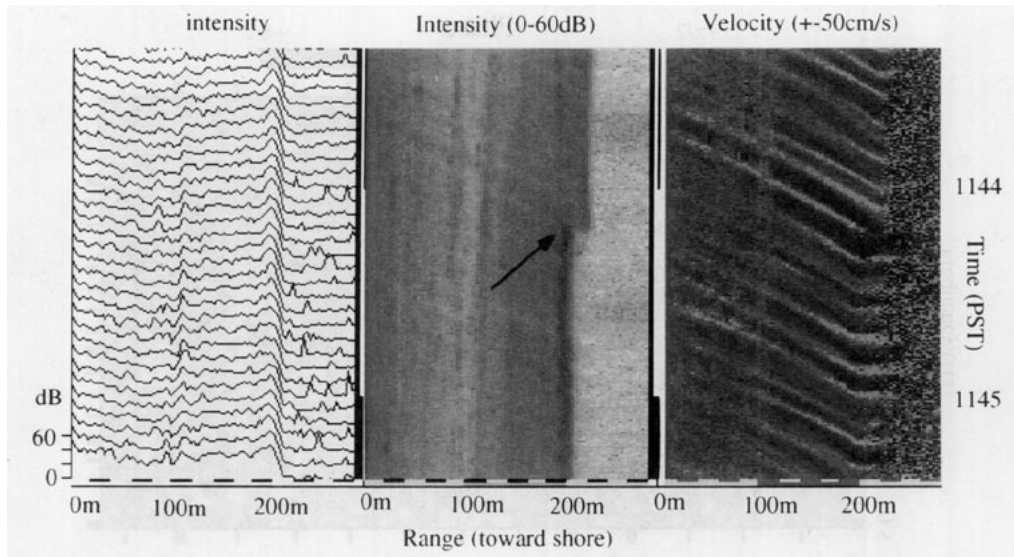 intensity Intensity (0-60dB) Velocity (+-50cm/s)
1144
Time (PST)
dB
1145
60
0
0m 100m 200m 0m 100m 200m 0m 100m 200m
Range (toward shore)